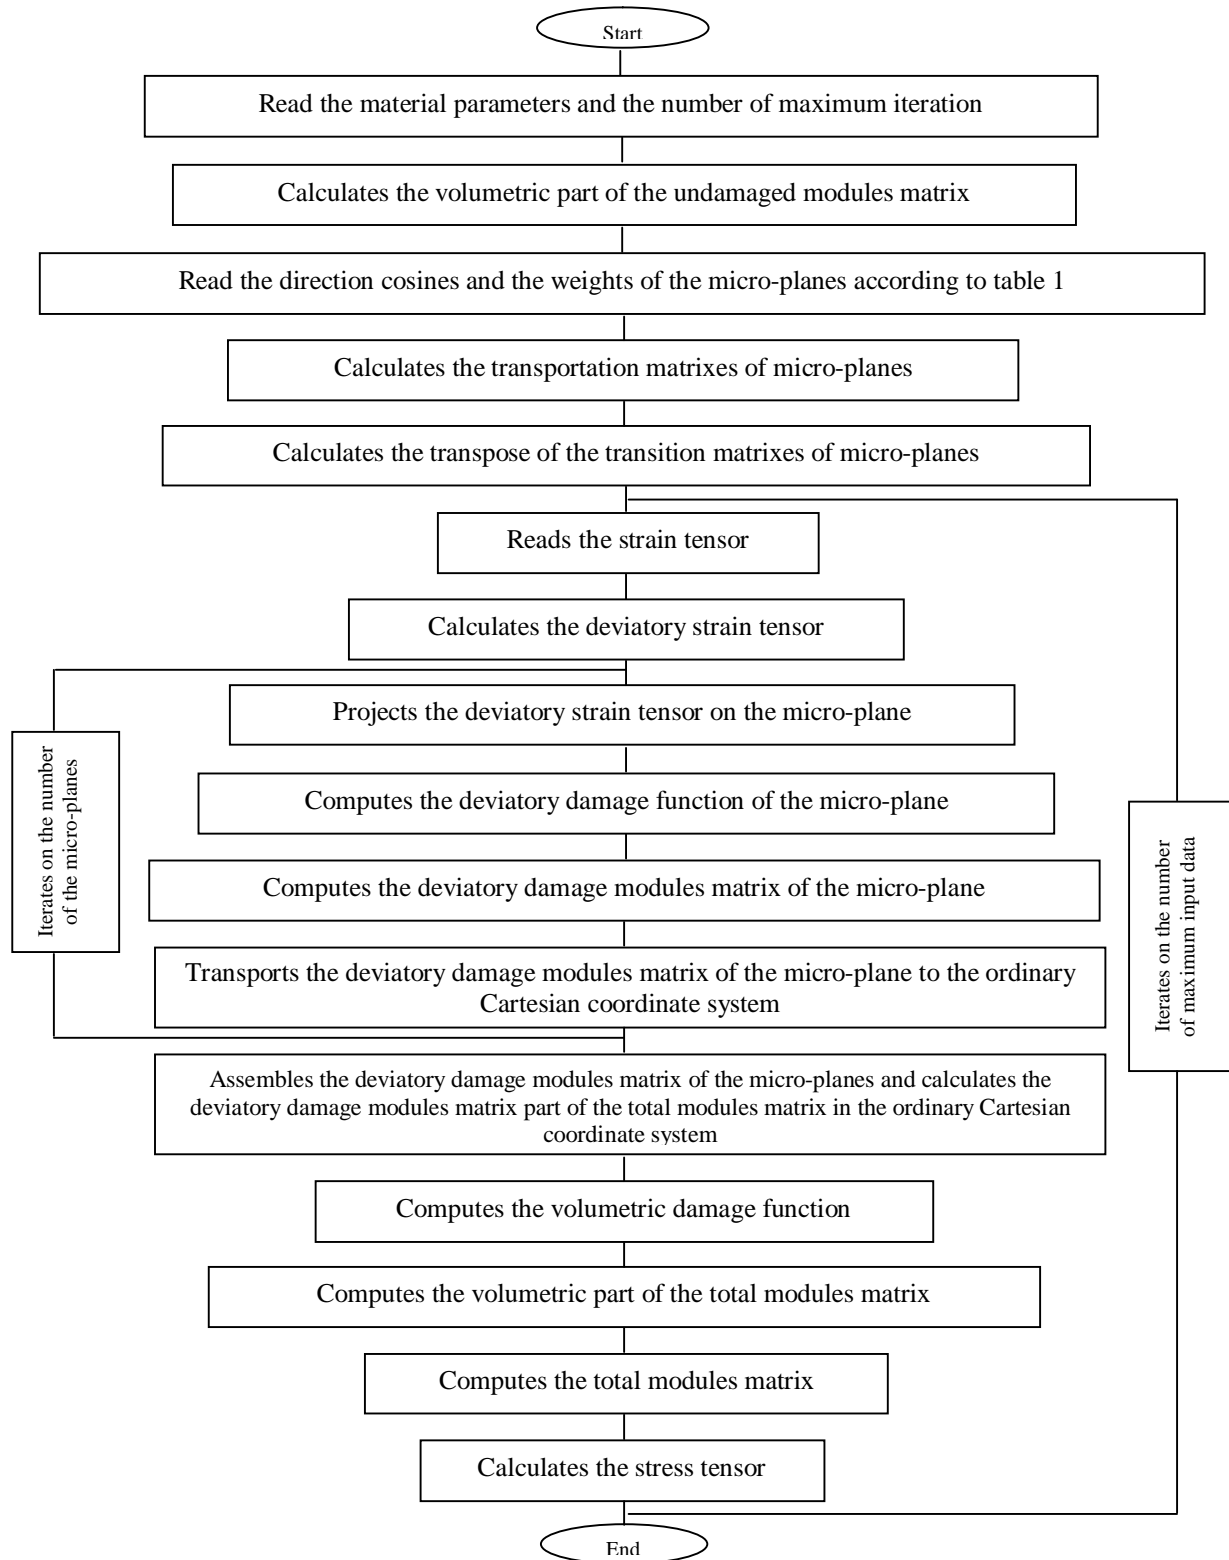 Start
Read the material parameters and the number of maximum iteration
Calculates the volumetric part of the undamaged modules matrix
Read the direction cosines and the weights of the micro-planes according to table 1
Calculates the transportation matrixes of micro-planes
Calculates the transpose of the transition matrixes of micro-planes
Reads the strain tensor
Calculates the deviatory strain tensor
Projects the deviatory strain tensor on the micro-plane
Iterates on the number
of the micro-planes
Computes the deviatory damage function of the micro-plane
Iterates on the number
of maximum input data
Computes the deviatory damage modules matrix of the micro-plane
Transports the deviatory damage modules matrix of the micro-plane to the ordinary
Cartesian coordinate system
Assembles the deviatory damage modules matrix of the micro-planes and calculates the
deviatory damage modules matrix part of the total modules matrix in the ordinary Cartesian
coordinate system
Computes the volumetric damage function
Computes the volumetric part of the total modules matrix
Computes the total modules matrix
Calculates the stress tensor
End